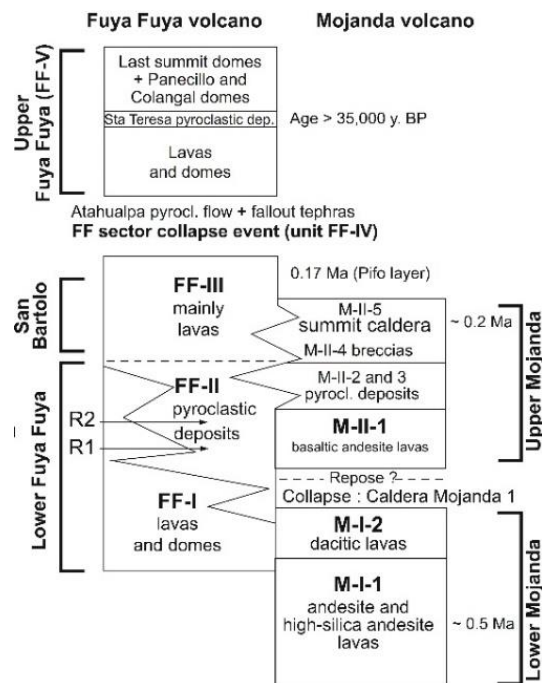 Fuya Fuya volcano
Mojanda volcano
Upper
Fuya Fuya (FF-V)
Last summit domes
+ Panecillo and
Colangal domes
Sta Teresa pyroclastic dep.
Age > 35,000 y. BP
Lavas
and domes
Atahualpa pyrocl. flow + fallout tephras
FF sector collapse event (unit FF-IV)
San
Bartolo
FF-III
mainly
lavas
0.17 Ma (Pifo layer)
M-II-5
summit caldera
~ 0.2 Ma
M-II-4 breccias
Upper Mojanda
Lower Fuya Fuya
FF-II
pyroclastic
deposits
R2
R1
M-II-2 and 3
pyrocl. deposits
M-II-1
basaltic andesite lavas
Repose ?
Collapse : Caldera Mojanda 1
FF-I
lavas
and domes
M-I-2
dacitic lavas
M-I-1
andesite and
high-silica andesite
lavas
~ 0.5 Ma
Lower Mojanda